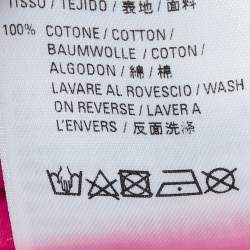 TISSU / TEJIDO / 表地 / 面料
100% COTONE / COTTON /
BAUMWOLLE / COTON /
ALGODON / 綿 / 棉
LAVARE AL ROVESCIO / WASH
ON REVERSE / LAVER A
L'ENVERS / 反面洗涤